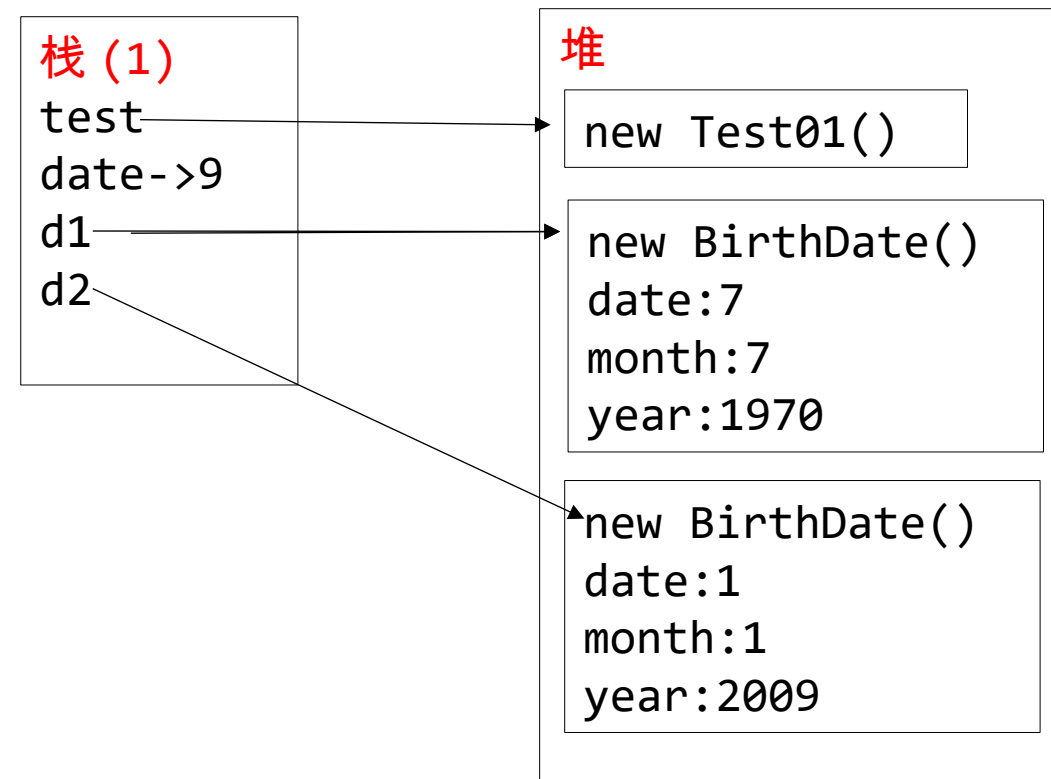 栈(1)
test
date->9
d1
d2
堆
new Test01()
new BirthDate()
date:7
month:7
year:1970
new BirthDate()
date:1
month:1
year:2009